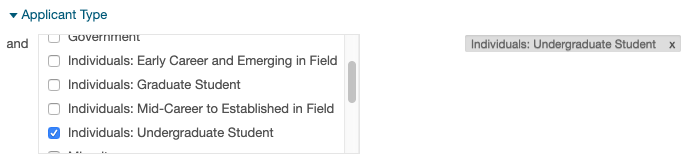 Applicant Type
and
Government
Individuals: Early Career and Emerging in Field
Individuals: Graduate Student
Individuals: Mid-Career to Established in Field
Individuals: Undergraduate Student
Individuals: Undergraduate Student x